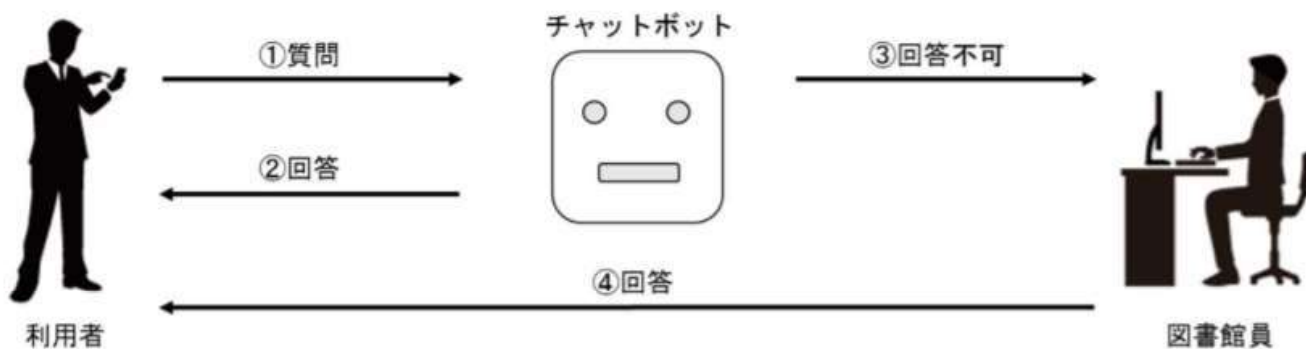 チャットボット
①質問
③回答不可
②回答
④回答
利用者
図書館員